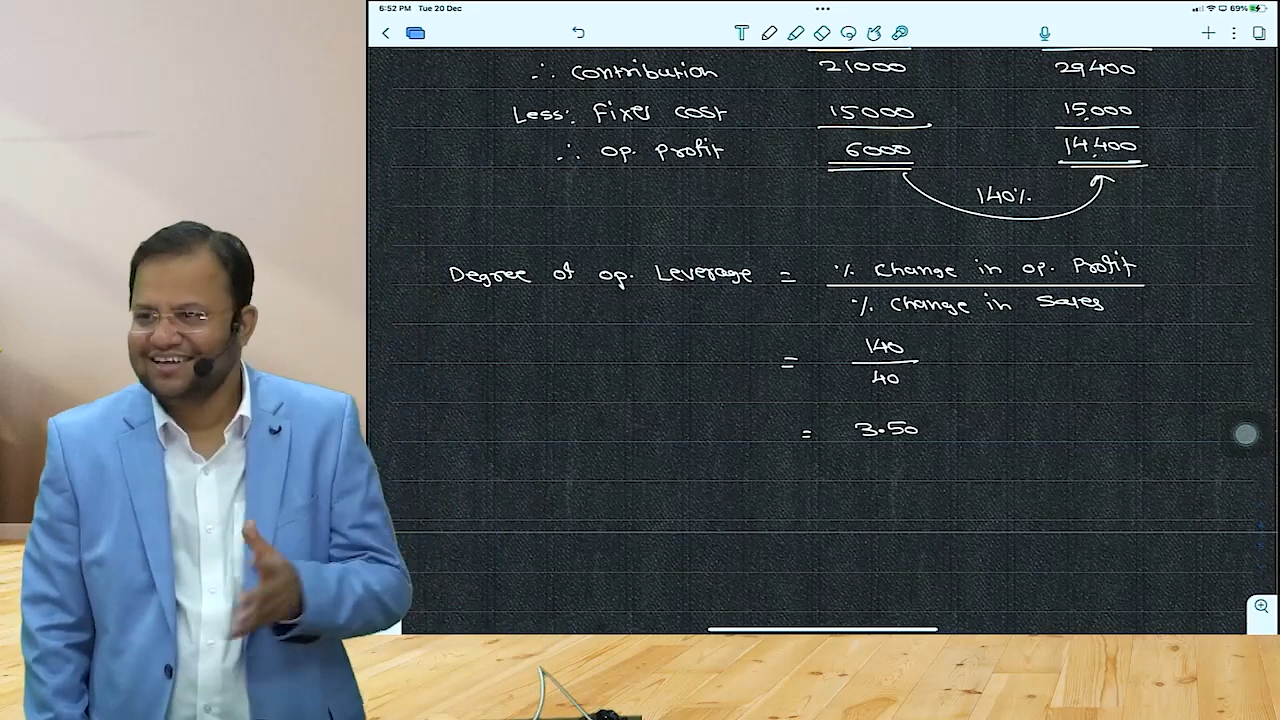 6:52 PM Tue 20 Dec 69%
∴ Contribution 21000 29400
Less: Fixed cost 15000 15,000
∴ op. profit 6000 14,400
140%.
Degree of op. Leverage = % Change in op. Profit
% Change in Sales
= 140
40
= 3.50